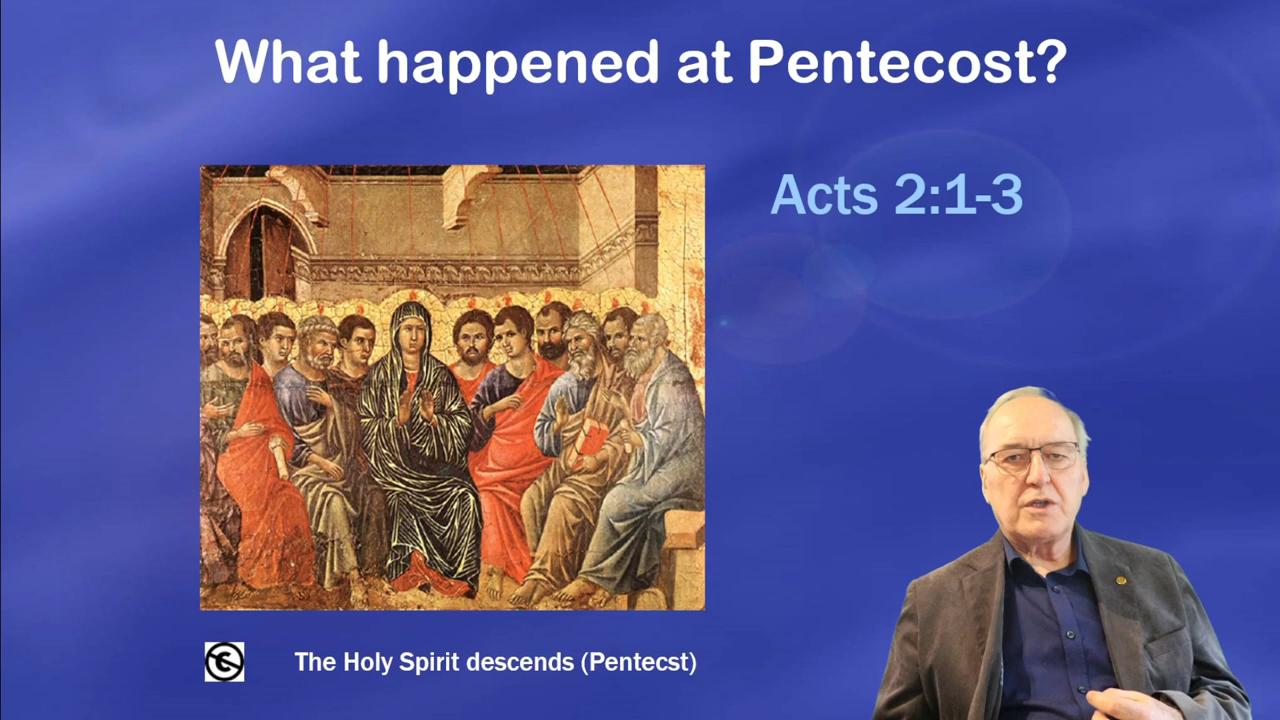 What happened at Pentecost?
Acts 2:1-3
The Holy Spirit descends (Pentecst)